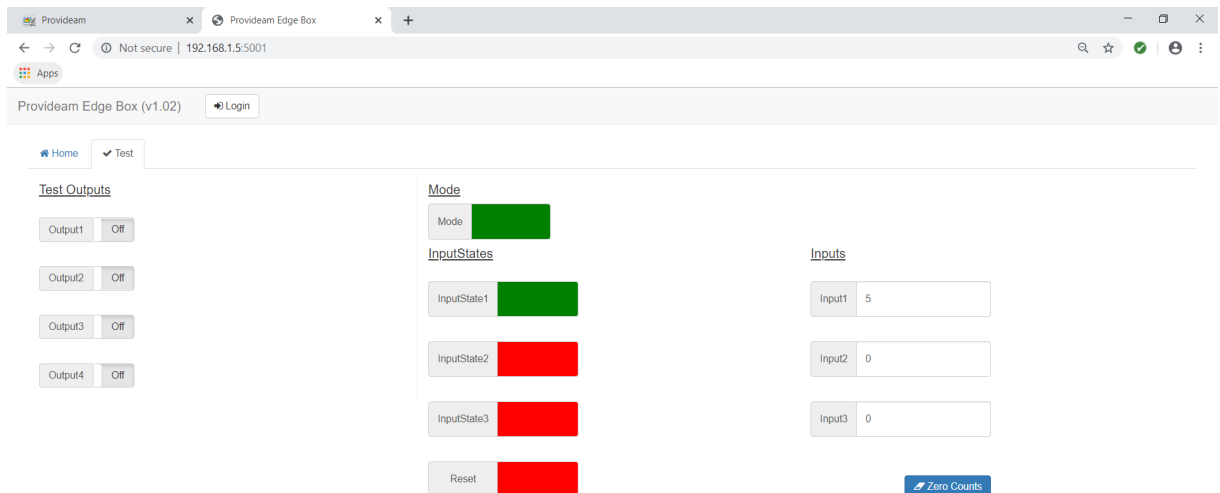 Provideam
Provideam Edge Box
Not secure | 192.168.1.5:5001
Apps
Provideam Edge Box (v1.02)
Login
Home
Test
Test Outputs
Output1 Off
Output2 Off
Output3 Off
Output4 Off
Mode
Mode
InputStates
InputState1
InputState2
InputState3
Reset
Inputs
Input1 5
Input2 0
Input3 0
Zero Counts